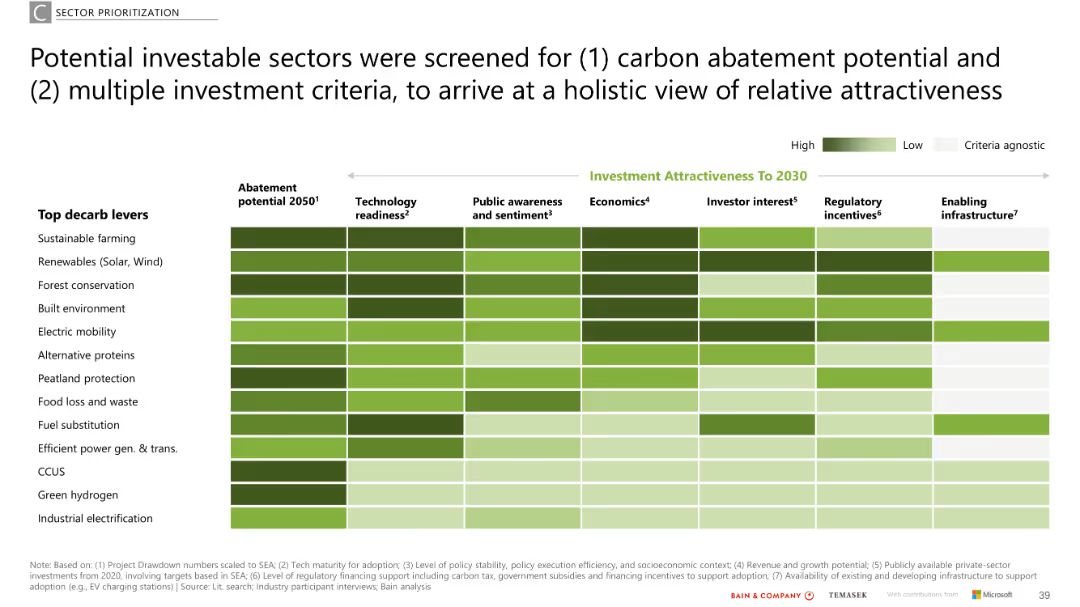 C SECTOR PRIORITIZATION
Potential investable sectors were screened for (1) carbon abatement potential and
(2) multiple investment criteria, to arrive at a holistic view of relative attractiveness
High Low Criteria agnostic
Investment Attractiveness To 2030
Top decarb levers
Abatement
potential 2050¹
Technology
readiness²
Public awareness
and sentiment³
Economics⁴
Investor interest⁵
Regulatory
incentives⁶
Enabling
infrastructure⁷
Sustainable farming
Renewables (Solar, Wind)
Forest conservation
Built environment
Electric mobility
Alternative proteins
Peatland protection
Food loss and waste
Fuel substitution
Efficient power gen. & trans.
CCUS
Green hydrogen
Industrial electrification
Note: Based on: (1) Project Drawdown numbers scaled to SEA; (2) Tech maturity for adoption; (3) Level of policy stability, policy execution efficiency, and socioeconomic context; (4) Revenue and growth potential; (5) Publicly available private-sector
investments from 2020, involving targets based in SEA; (6) Level of regulatory financing support including carbon tax, government subsidies and financing incentives to support adoption; (7) Availability of existing and developing infrastructure to support
adoption (e.g., EV charging stations) | Source: Lit. search; Industry participant interviews; Bain analysis
BAIN & COMPANY TEMASEK With contributions from Microsoft 39